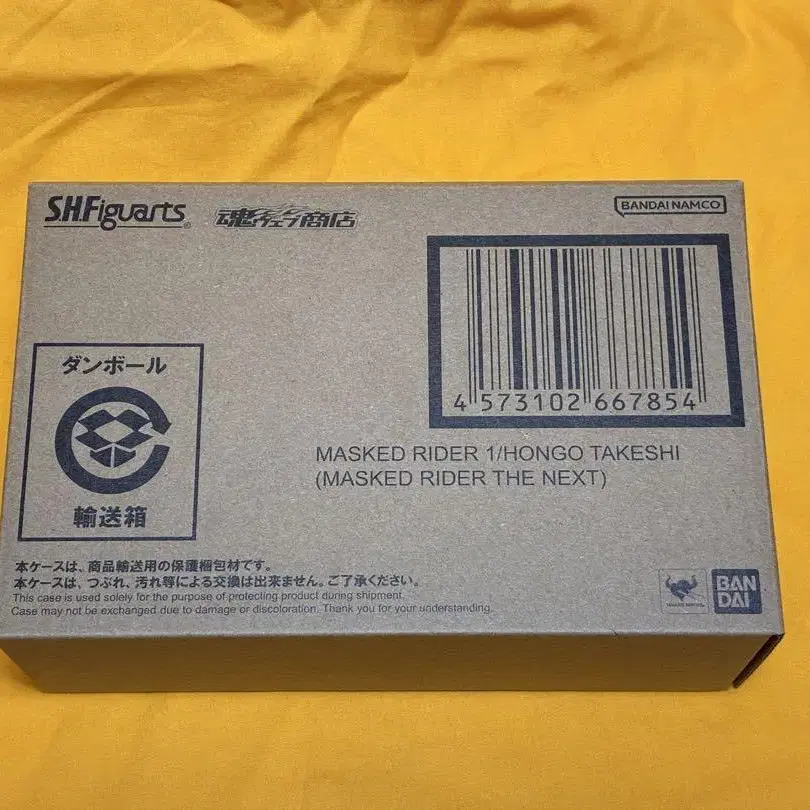 S.H.Figuarts
魂ウェブ商店
BANDAI NAMCO
4 573102 667854
ダンボール
輸送箱
MASKED RIDER 1/HONGO TAKESHI
(MASKED RIDER THE NEXT)
本ケースは、商品輸送用の保護梱包材です。
本ケースは、つぶれ、汚れ等による交換は出来ません。ご了承ください。
This case is used solely for the purpose of protecting product during shipment.
Case may not be exchanged due to damage or discoloration. Thank you for your understanding.
BAN
DAI